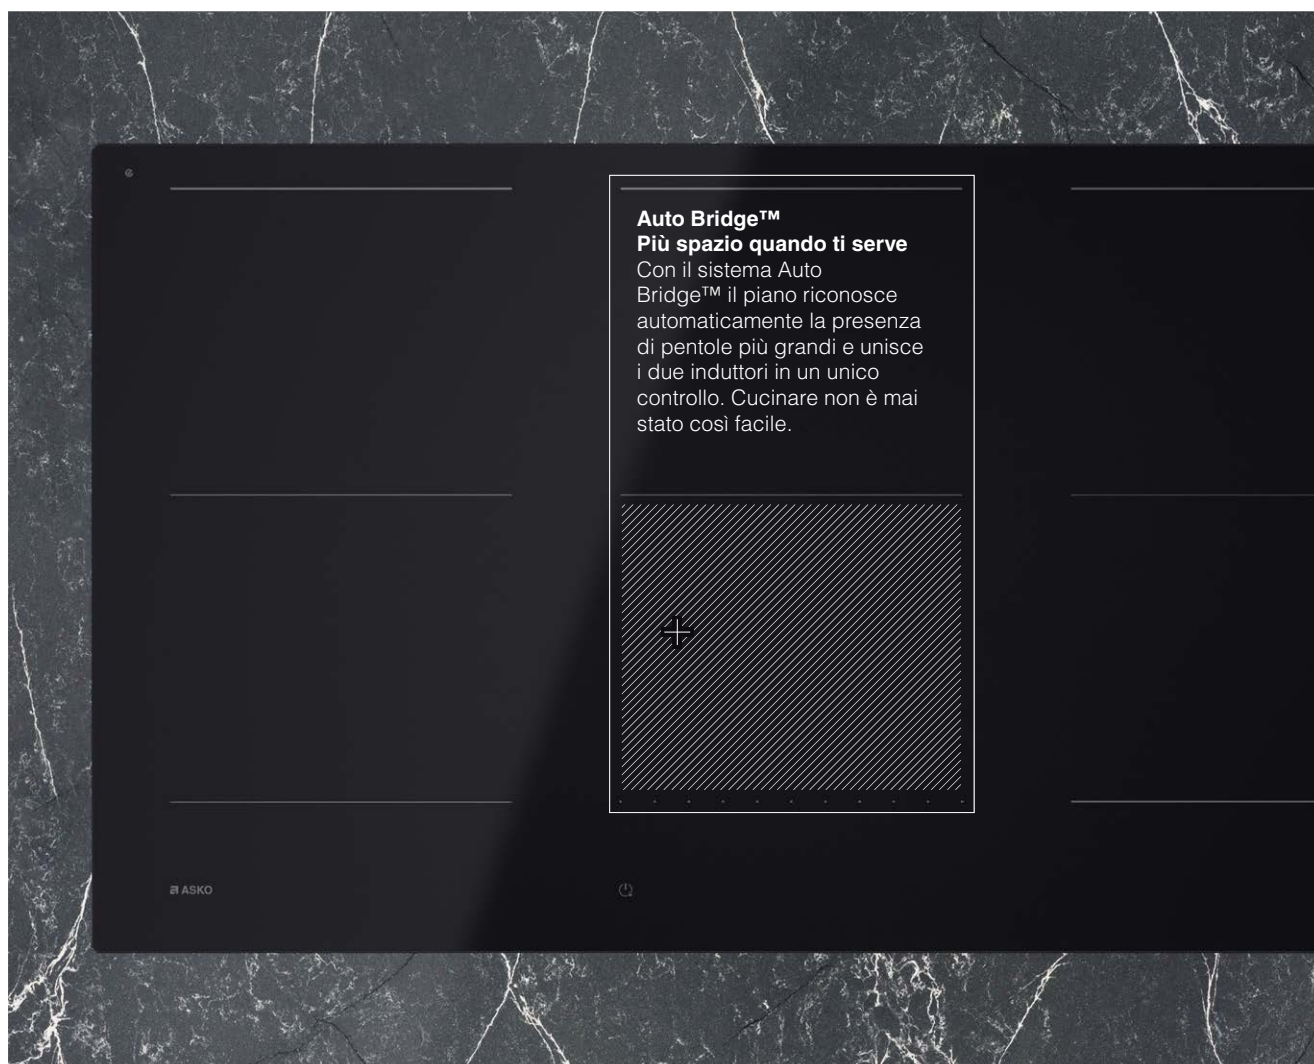 Auto Bridge™
Più spazio quando ti serve
Con il sistema Auto
Bridge™ il piano riconosce
automaticamente la presenza
di pentole più grandi e unisce
i due induttori in un unico
controllo. Cucinare non è mai
stato così facile.
ASKO